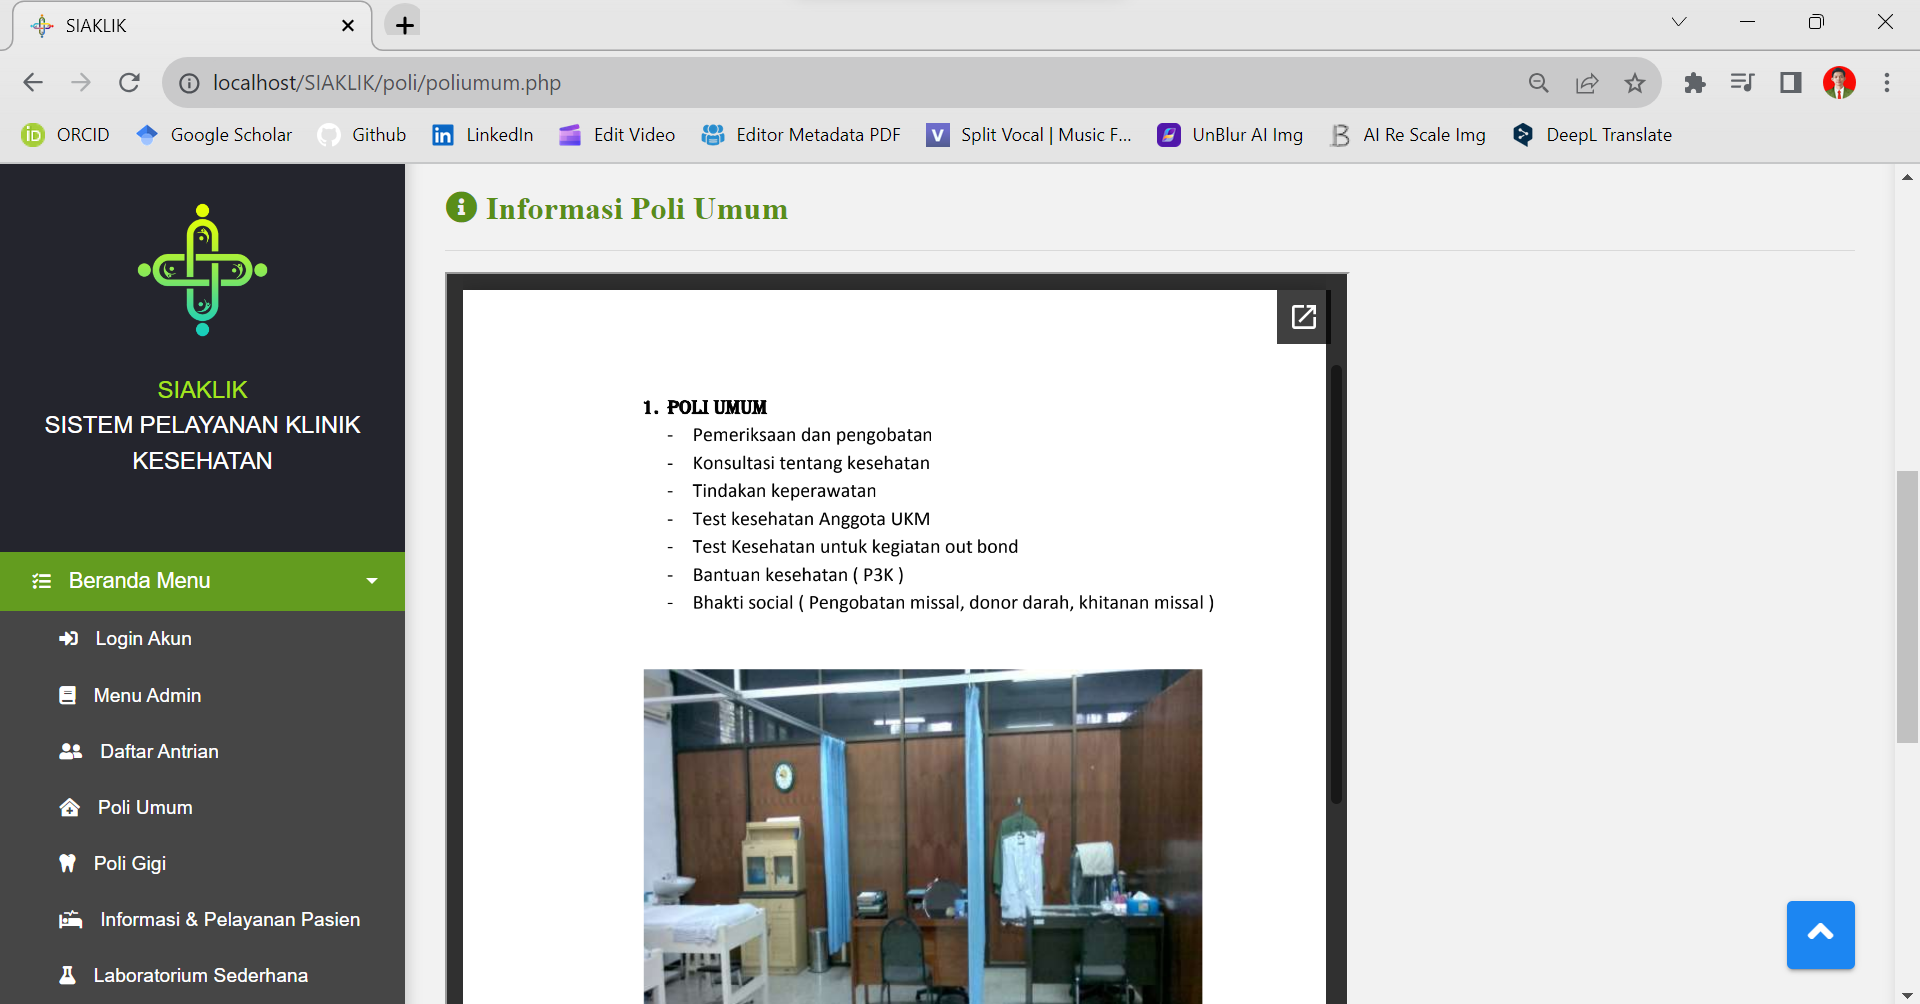 SIAKLIK
localhost/SIAKLIK/poli/poliumum.php
ORCID Google Scholar Github LinkedIn Edit Video Editor Metadata PDF Split Vocal | Music F... UnBlur AI Img AI Re Scale Img DeepL Translate
SIAKLIK
SISTEM PELAYANAN KLINIK
KESEHATAN
Beranda Menu
Login Akun
Menu Admin
Daftar Antrian
Poli Umum
Poli Gigi
Informasi & Pelayanan Pasien
Laboratorium Sederhana
Informasi Poli Umum
1. POLI UMUM
- Pemeriksaan dan pengobatan
- Konsultasi tentang kesehatan
- Tindakan keperawatan
- Test kesehatan Anggota UKM
- Test Kesehatan untuk kegiatan out bond
- Bantuan kesehatan ( P3K )
- Bhakti social ( Pengobatan missal, donor darah, khitanan missal )